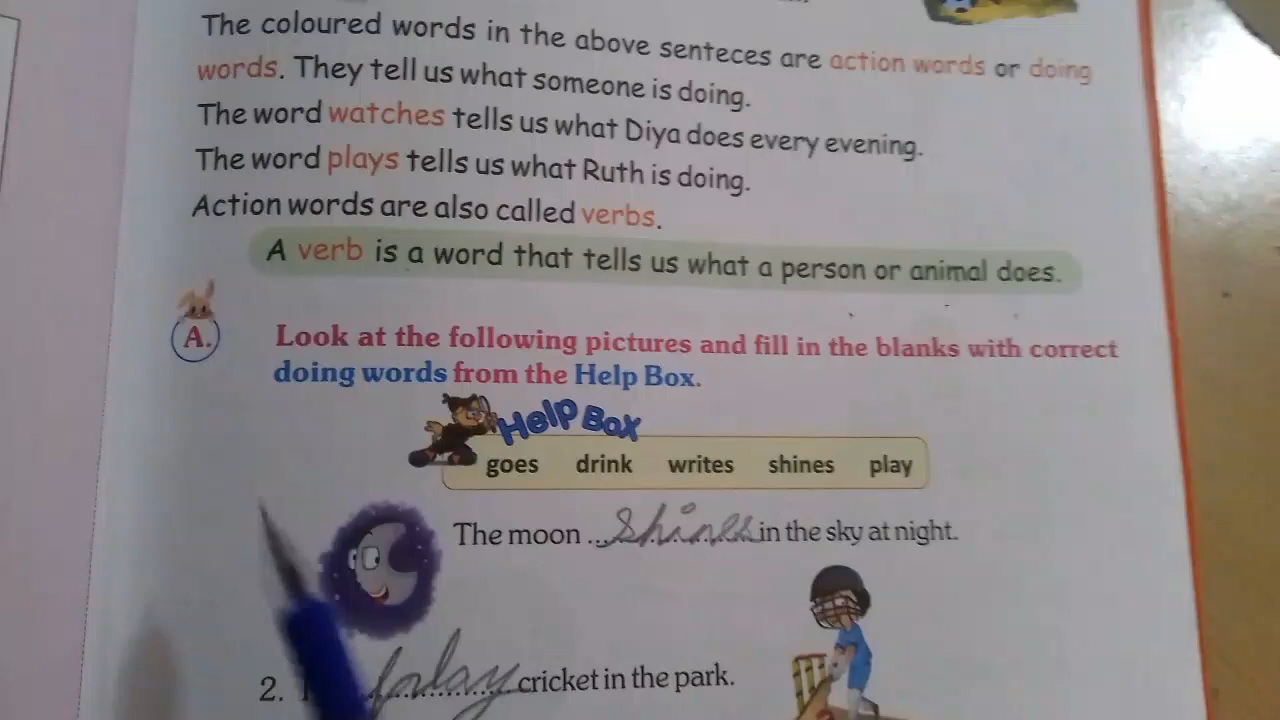 The coloured words in the above senteces are action words or doing
words. They tell us what someone is doing.
The word watches tells us what Diya does every evening.
The word plays tells us what Ruth is doing.
Action words are also called verbs.
A verb is a word that tells us what a person or animal does.
A. Look at the following pictures and fill in the blanks with correct
doing words from the Help Box.
Help Box
goes drink writes shines play
The moon ...shines in the sky at night.
2. play cricket in the park.